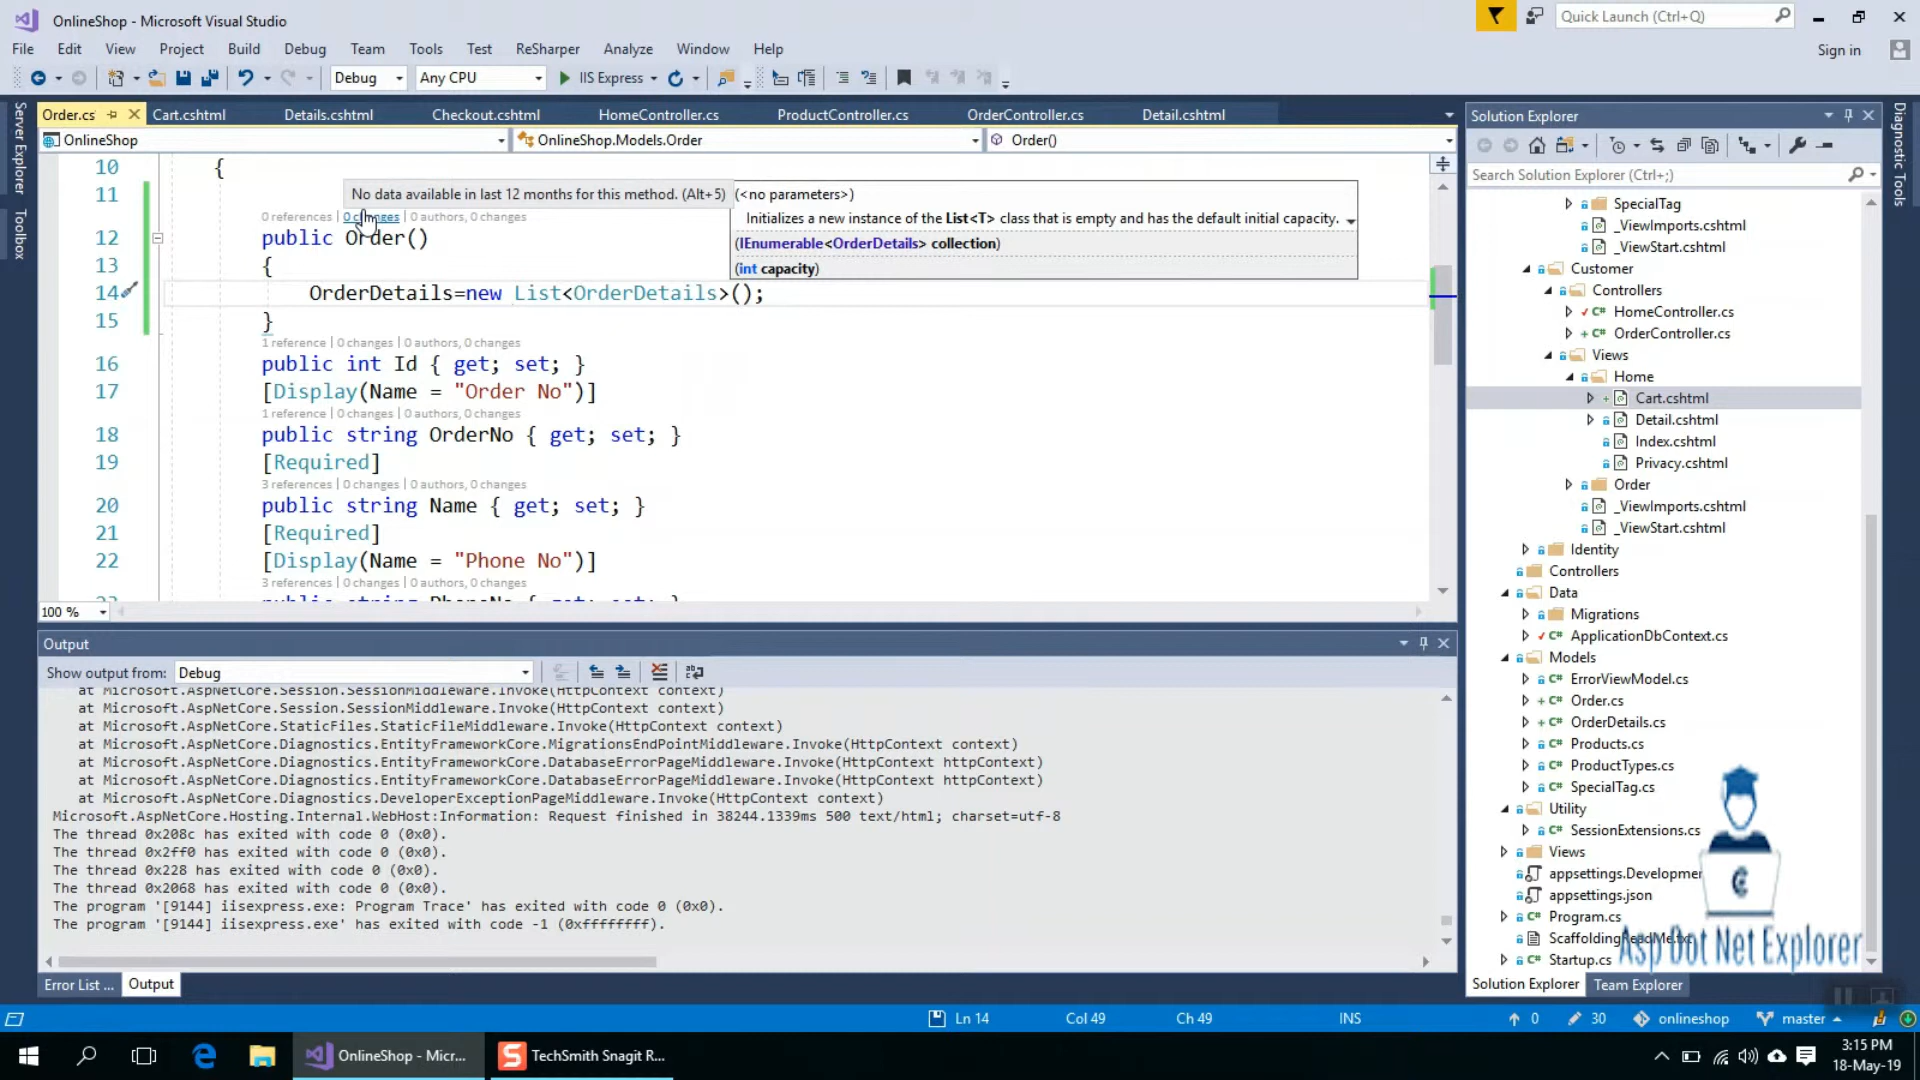 OnlineShop - Microsoft Visual Studio
Quick Launch (Ctrl+Q)
File Edit View Project Build Debug Team Tools Test ReSharper Analyze Window Help
Sign in
Debug Any CPU IIS Express
Order.cs Cart.cshtml Details.cshtml Checkout.cshtml HomeController.cs ProductController.cs OrderController.cs Detail.cshtml
OnlineShop OnlineShop.Models.Order Order()
Server Explorer
Toolbox
10 {
11
No data available in last 12 months for this method. (Alt+5)
(<no parameters>)
Initializes a new instance of the List<T> class that is empty and has the default initial capacity.
(IEnumerable<OrderDetails> collection)
(int capacity)
0 references | 0 changes | 0 authors, 0 changes
12 public Order()
13 {
14 OrderDetails=new List<OrderDetails>();
15 }
1 reference | 0 changes | 0 authors, 0 changes
16 public int Id { get; set; }
17 [Display(Name = "Order No")]
1 reference | 0 changes | 0 authors, 0 changes
18 public string OrderNo { get; set; }
19 [Required]
3 references | 0 changes | 0 authors, 0 changes
20 public string Name { get; set; }
21 [Required]
22 [Display(Name = "Phone No")]
3 references | 0 changes | 0 authors, 0 changes
23 public string PhoneNo { get; set; }
100 %
Output
Show output from: Debug
at Microsoft.AspNetCore.Session.SessionMiddleware.Invoke(HttpContext context)
at Microsoft.AspNetCore.Session.SessionMiddleware.Invoke(HttpContext context)
at Microsoft.AspNetCore.StaticFiles.StaticFileMiddleware.Invoke(HttpContext context)
at Microsoft.AspNetCore.Diagnostics.EntityFrameworkCore.MigrationsEndPointMiddleware.Invoke(HttpContext context)
at Microsoft.AspNetCore.Diagnostics.EntityFrameworkCore.DatabaseErrorPageMiddleware.Invoke(HttpContext httpContext)
at Microsoft.AspNetCore.Diagnostics.EntityFrameworkCore.DatabaseErrorPageMiddleware.Invoke(HttpContext httpContext)
at Microsoft.AspNetCore.Diagnostics.DeveloperExceptionPageMiddleware.Invoke(HttpContext context)
Microsoft.AspNetCore.Hosting.Internal.WebHost:Information: Request finished in 38244.1339ms 500 text/html; charset=utf-8
The thread 0x208c has exited with code 0 (0x0).
The thread 0x2ff0 has exited with code 0 (0x0).
The thread 0x228 has exited with code 0 (0x0).
The thread 0x2068 has exited with code 0 (0x0).
The program '[9144] iisexpress.exe: Program Trace' has exited with code 0 (0x0).
The program '[9144] iisexpress.exe' has exited with code -1 (0xffffffff).
Error List ... Output
Solution Explorer
Search Solution Explorer (Ctrl+;)
SpecialTag
_ViewImports.cshtml
_ViewStart.cshtml
Customer
Controllers
HomeController.cs
OrderController.cs
Views
Home
Cart.cshtml
Detail.cshtml
Index.cshtml
Privacy.cshtml
Order
_ViewImports.cshtml
_ViewStart.cshtml
Identity
Controllers
Data
Migrations
ApplicationDbContext.cs
Models
ErrorViewModel.cs
Order.cs
OrderDetails.cs
Products.cs
ProductTypes.cs
SpecialTag.cs
Utility
SessionExtensions.cs
Views
appsettings.Developmen
appsettings.json
Program.cs
ScaffoldingReadMe.txt
Startup.cs
Asp Dot Net Explorer
Solution Explorer Team Explorer
Diagnostic Tools
Ln 14 Col 49 Ch 49 INS 0 30 onlineshop master
OnlineShop - Micr... TechSmith Snagit R...
3:15 PM
18-May-19